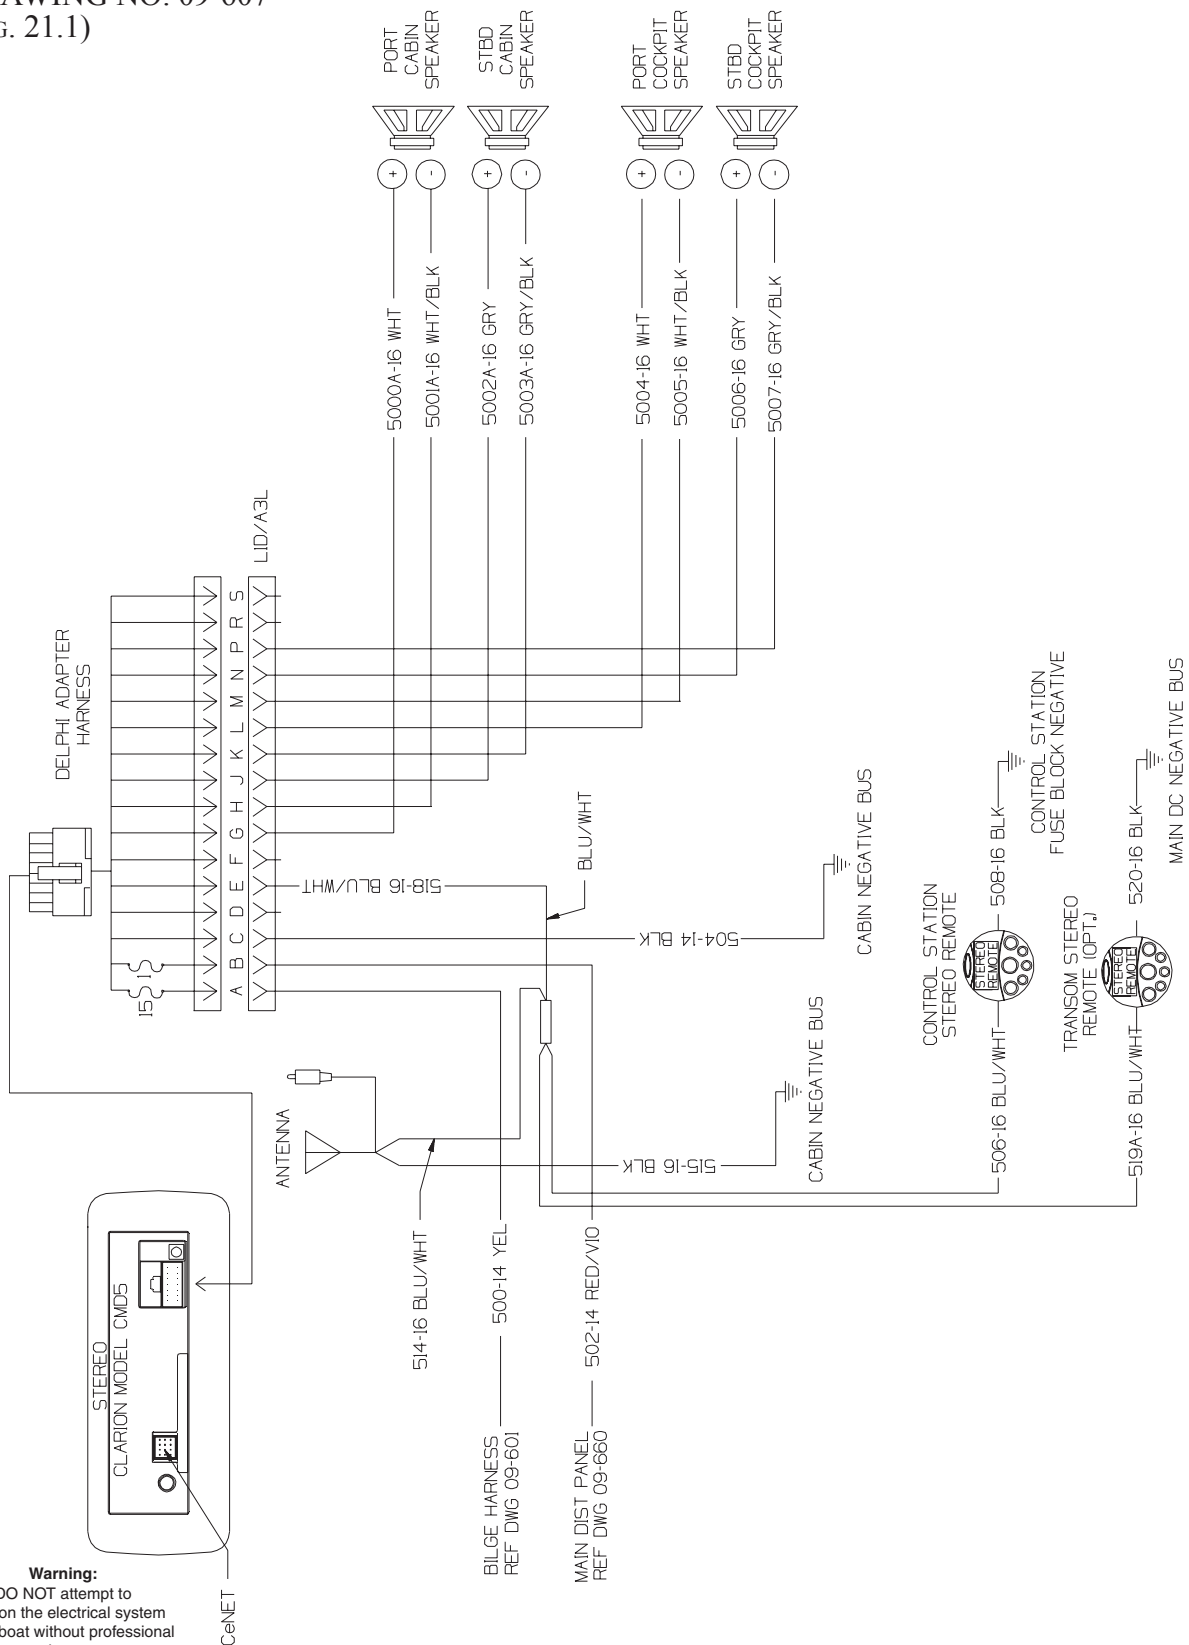 AWING NO. 09-607
G. 21.1)
PORT
CABIN
SPEAKER
STBD
CABIN
SPEAKER
PORT
COCKPIT
SPEAKER
STBD
COCKPIT
SPEAKER
+
-
+
-
+
-
+
-
5000A-16 WHT
5001A-16 WHT/BLK
5002A-16 GRY
5003A-16 GRY/BLK
5004-16 WHT
5005-16 WHT/BLK
5006-16 GRY
5007-16 GRY/BLK
DELPHI ADAPTER
HARNESS
L1D/A3L
A B C D E F G H J K L M N P R S
15
1
518-16 BLU/WHT
BLU/WHT
504-14 BLK
CABIN NEGATIVE BUS
ANTENNA
515-16 BLK
CABIN NEGATIVE BUS
514-16 BLU/WHT
BILGE HARNESS
REF DWG 09-601
500-14 YEL
MAIN DIST PANEL
REF DWG 09-660
502-14 RED/VIO
CONTROL STATION
STEREO REMOTE
STEREO
REMOTE
506-16 BLU/WHT
508-16 BLK
CONTROL STATION
FUSE BLOCK NEGATIVE
TRANSOM STEREO
REMOTE (OPT.)
STEREO
REMOTE
519A-16 BLU/WHT
520-16 BLK
MAIN DC NEGATIVE BUS
STEREO
CLARION MODEL CMD5
CeNET
Warning:
DO NOT attempt to
on the electrical system
boat without professional